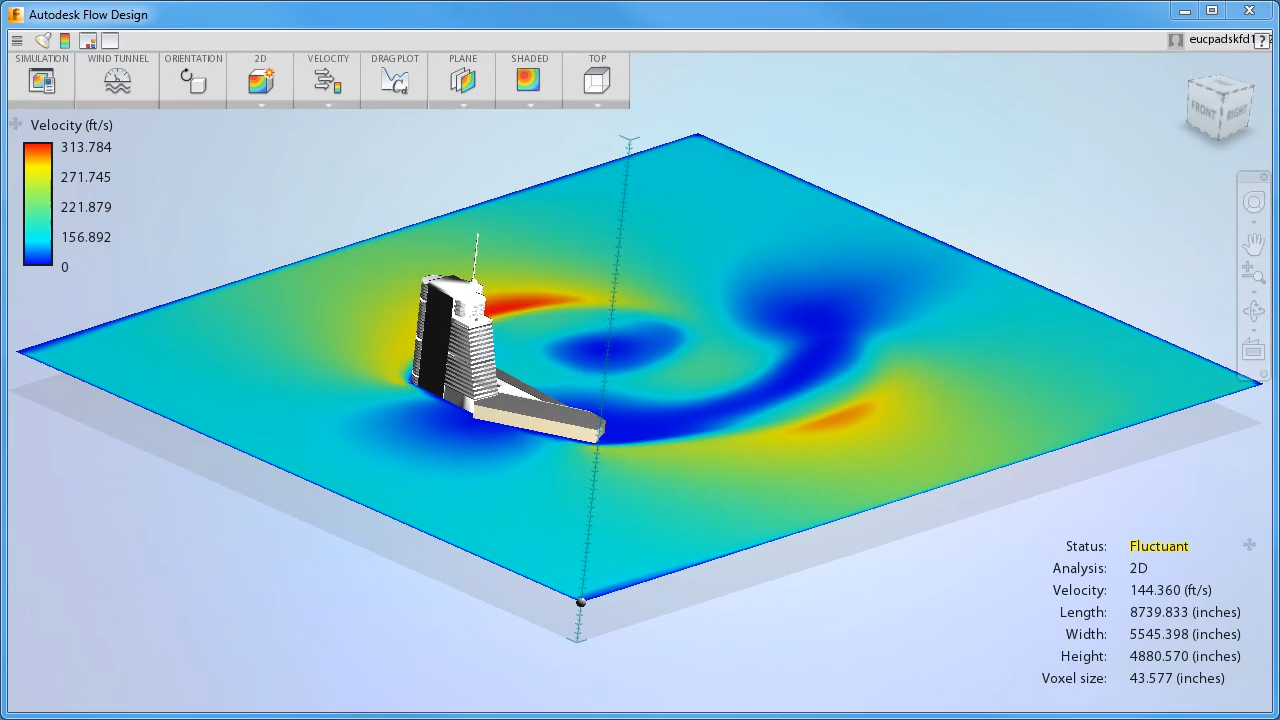 Autodesk Flow Design
eucpadskfd1
SIMULATION WIND TUNNEL ORIENTATION 2D VELOCITY DRAG PLOT PLANE SHADED TOP
FRONT RIGHT
Velocity (ft/s)
313.784
271.745
221.879
156.892
0
Status: Fluctuant
Analysis: 2D
Velocity: 144.360 (ft/s)
Length: 8739.833 (inches)
Width: 5545.398 (inches)
Height: 4880.570 (inches)
Voxel size: 43.577 (inches)